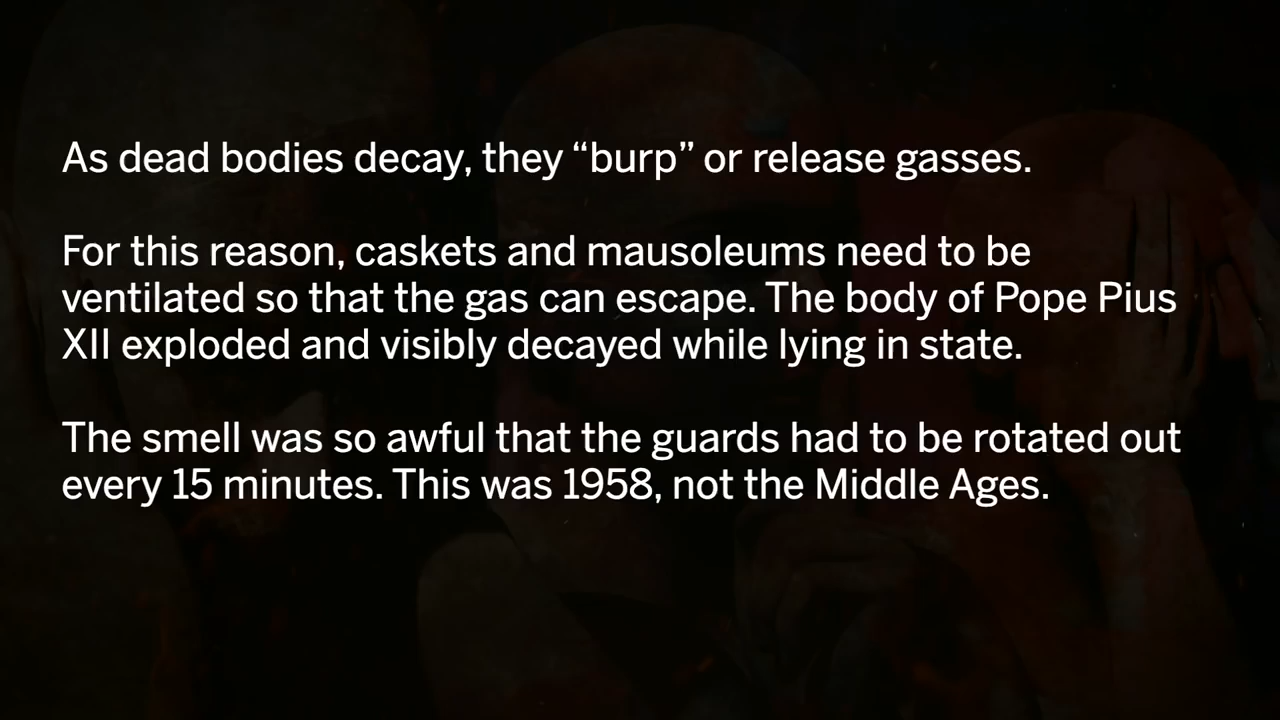 As dead bodies decay, they “burp” or release gasses.
For this reason, caskets and mausoleums need to be
ventilated so that the gas can escape. The body of Pope Pius
XII exploded and visibly decayed while lying in state.
The smell was so awful that the guards had to be rotated out
every 15 minutes. This was 1958, not the Middle Ages.